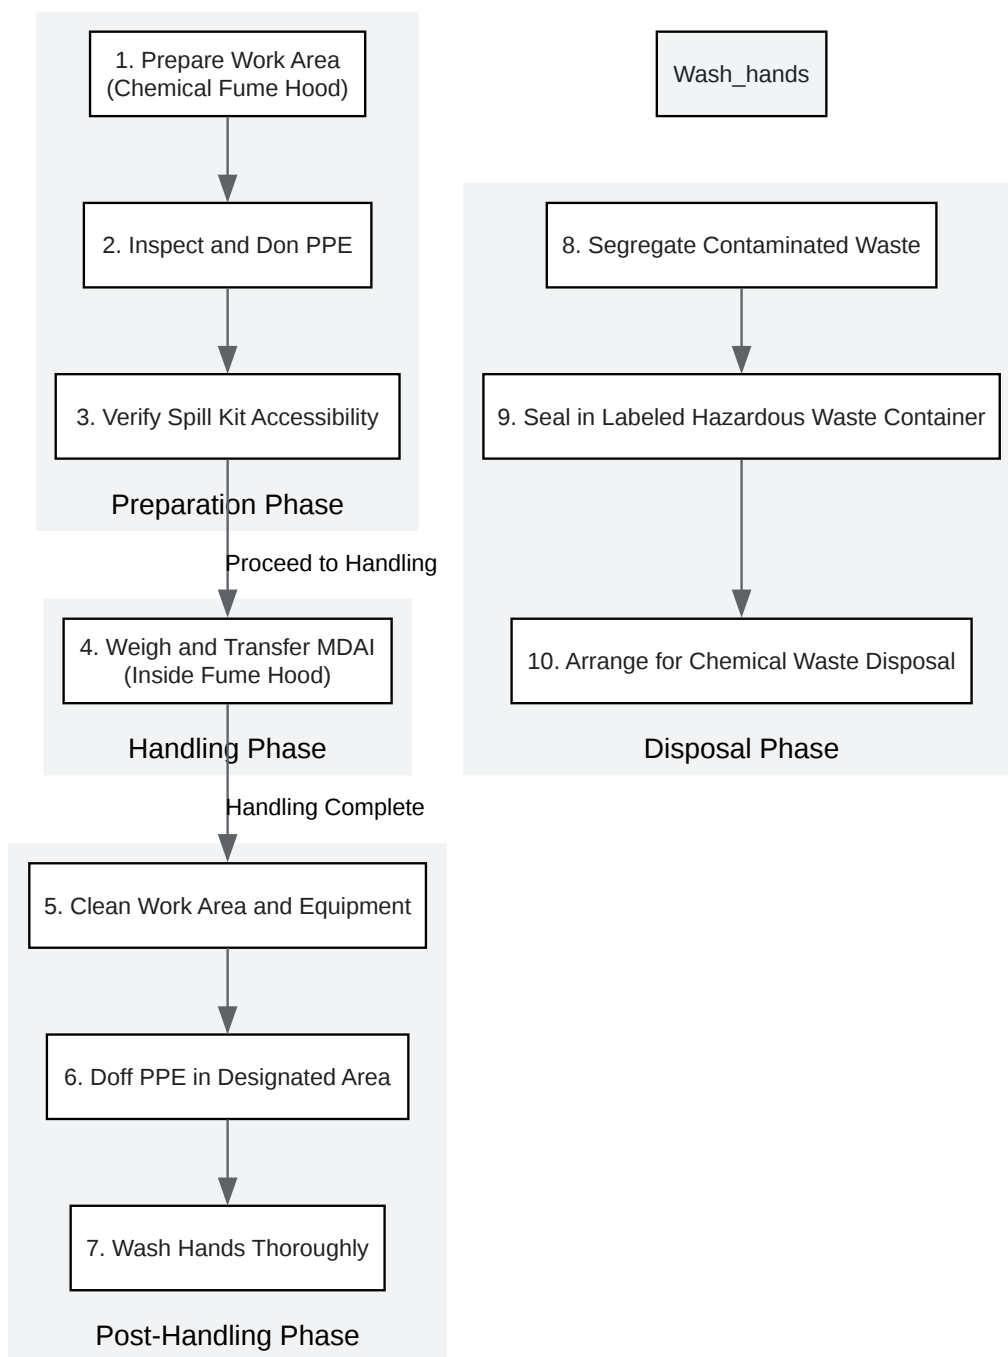 1. Prepare Work Area
(Chemical Fume Hood)
2. Inspect and Don PPE
3. Verify Spill Kit Accessibility
Preparation Phase
Proceed to Handling
4. Weigh and Transfer MDAI
(Inside Fume Hood)
Handling Phase
Handling Complete
5. Clean Work Area and Equipment
6. Doff PPE in Designated Area
7. Wash Hands Thoroughly
Post-Handling Phase
Wash_hands
8. Segregate Contaminated Waste
9. Seal in Labeled Hazardous Waste Container
10. Arrange for Chemical Waste Disposal
Disposal Phase